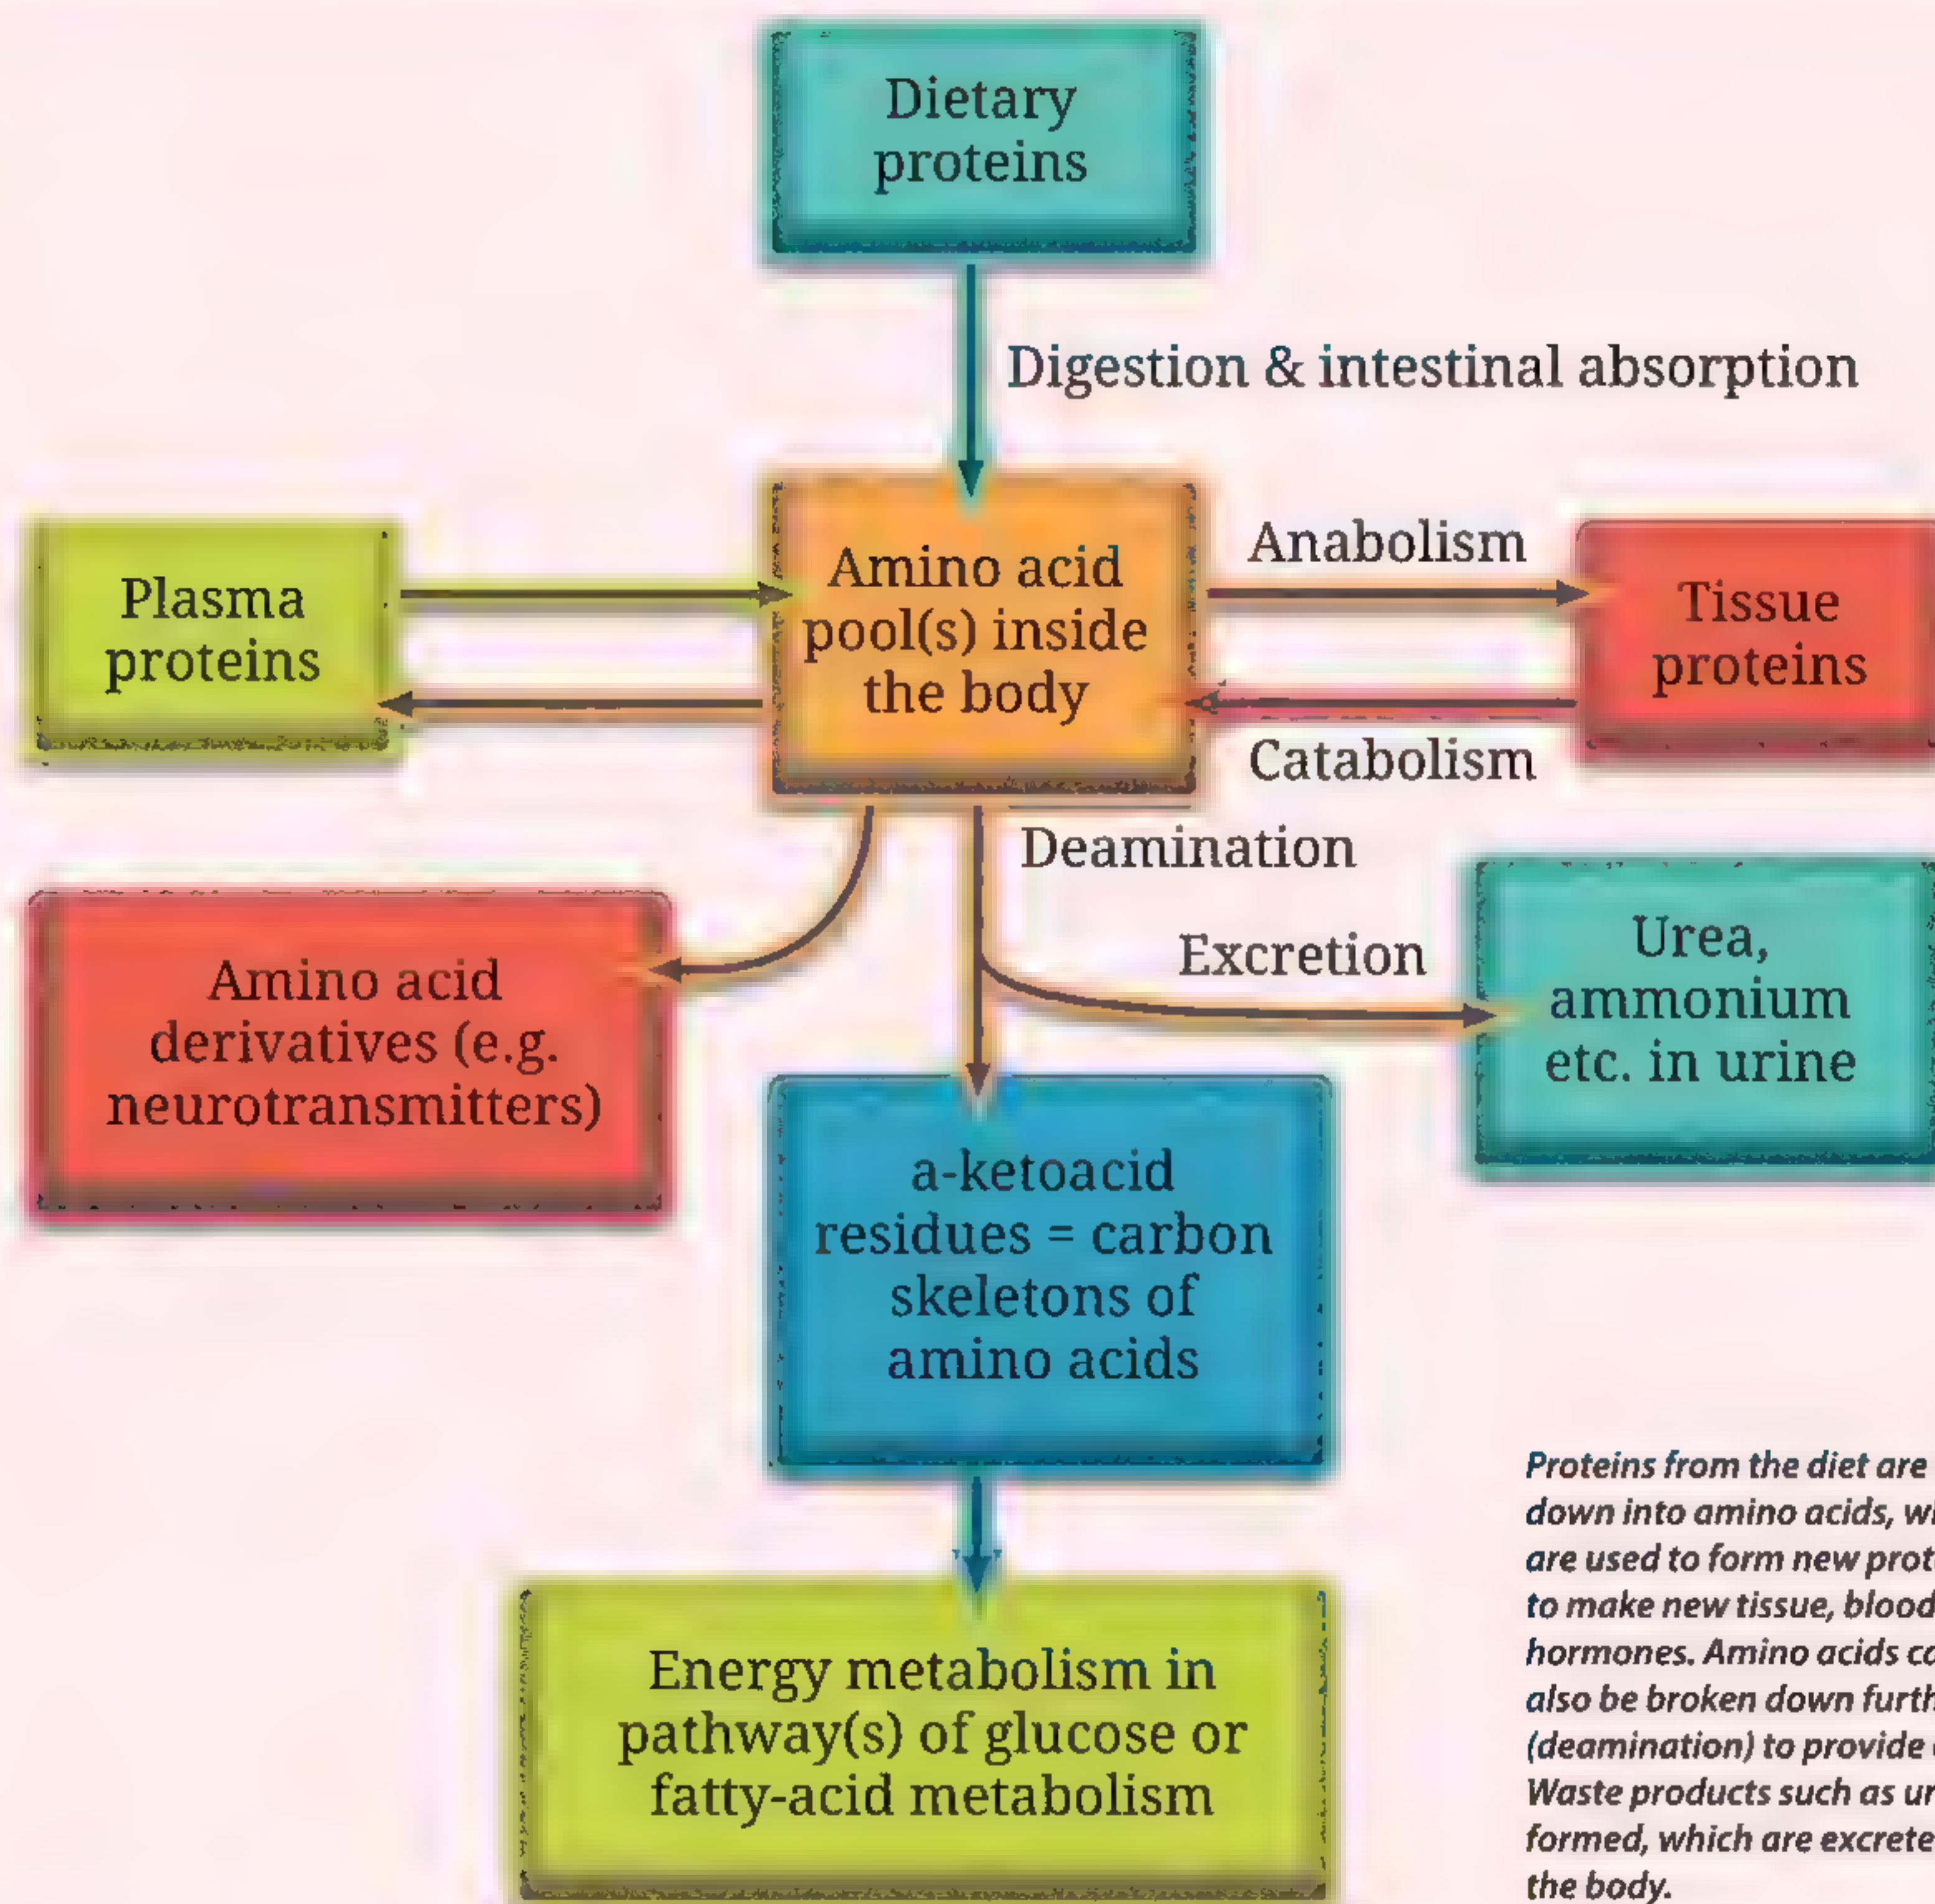 Dietary
proteins
Digestion & intestinal absorption
Plasma
proteins
Amino acid
pool(s) inside
the body
Anabolism
Tissue
proteins
Catabolism
Deamination
Amino acid
derivatives (e.g.
neurotransmitters)
Excretion
Urea,
ammonium
etc. in urine
a-ketoacid
residues = carbon
skeletons of
amino acids
Energy metabolism in
pathway(s) of glucose or
fatty-acid metabolism
Proteins from the diet are
down into amino acids,
are used to form new
to make new tissue, blood
hormones. Amino acids
also be broken down
(deamination) to provide
Waste products such as
formed, which are
the body.